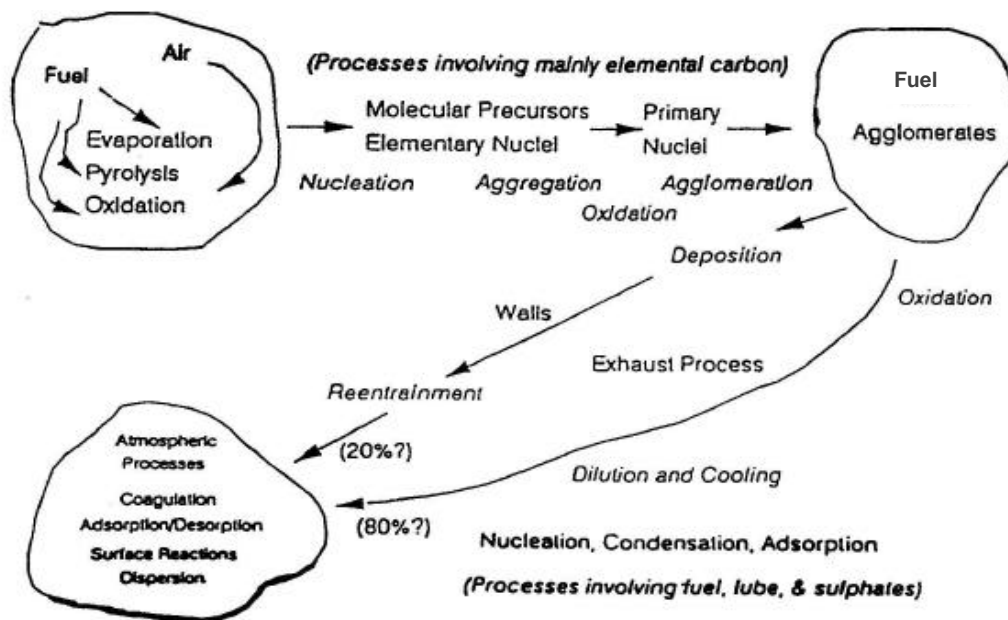 Air
Fuel
Evaporation
Pyrolysis
Oxidation
(Processes involving mainly elemental carbon)
Molecular Precursors
Elementary Nuclei
Primary
Nuclei
Nucleation
Aggregation
Agglomeration
Oxidation
Fuel
Agglomerates
Deposition
Oxidation
Walls
Exhaust Process
Reentrainment
(20%?)
Dilution and Cooling
(80%?)
Atmospheric
Processes
Coagulation
Adsorption/Desorption
Surface Reactions
Dispersion
Nucleation, Condensation, Adsorption
(Processes involving fuel, lube, & sulphates)